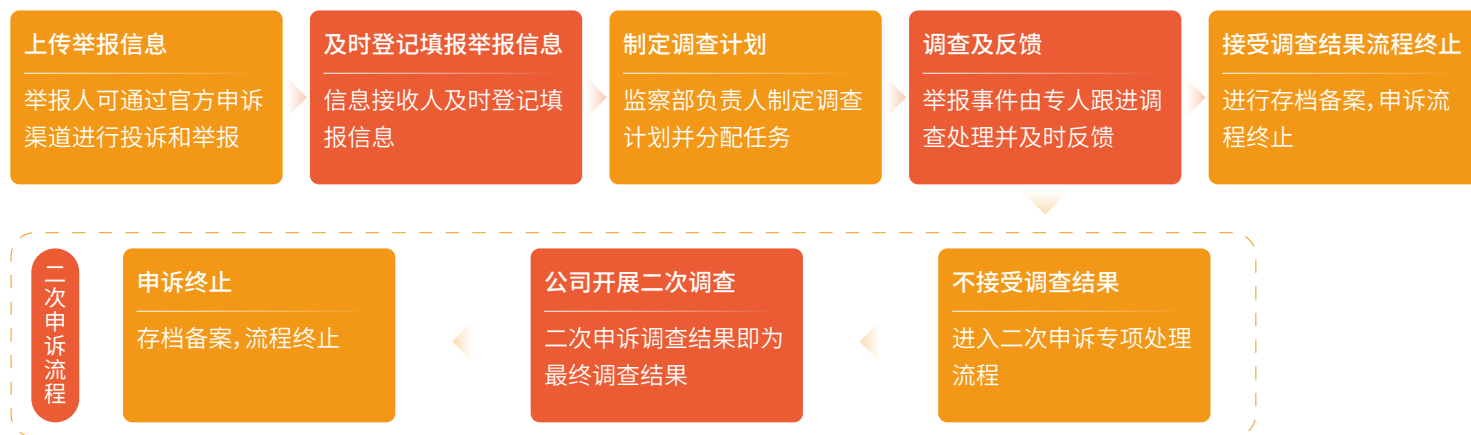 上传举报信息
举报人可通过官方申诉
渠道进行投诉和举报
及时登记填报举报信息
信息接收人及时登记填
报信息
制定调查计划
监察部负责人制定调查
计划并分配任务
调查及反馈
举报事件由专人跟进调
查处理并及时反馈
接受调查结果流程终止
进行存档备案，申诉流
程终止
二次申诉流程
不接受调查结果
进入二次申诉专项处理
流程
公司开展二次调查
二次申诉调查结果即为
最终调查结果
申诉终止
存档备案，流程终止